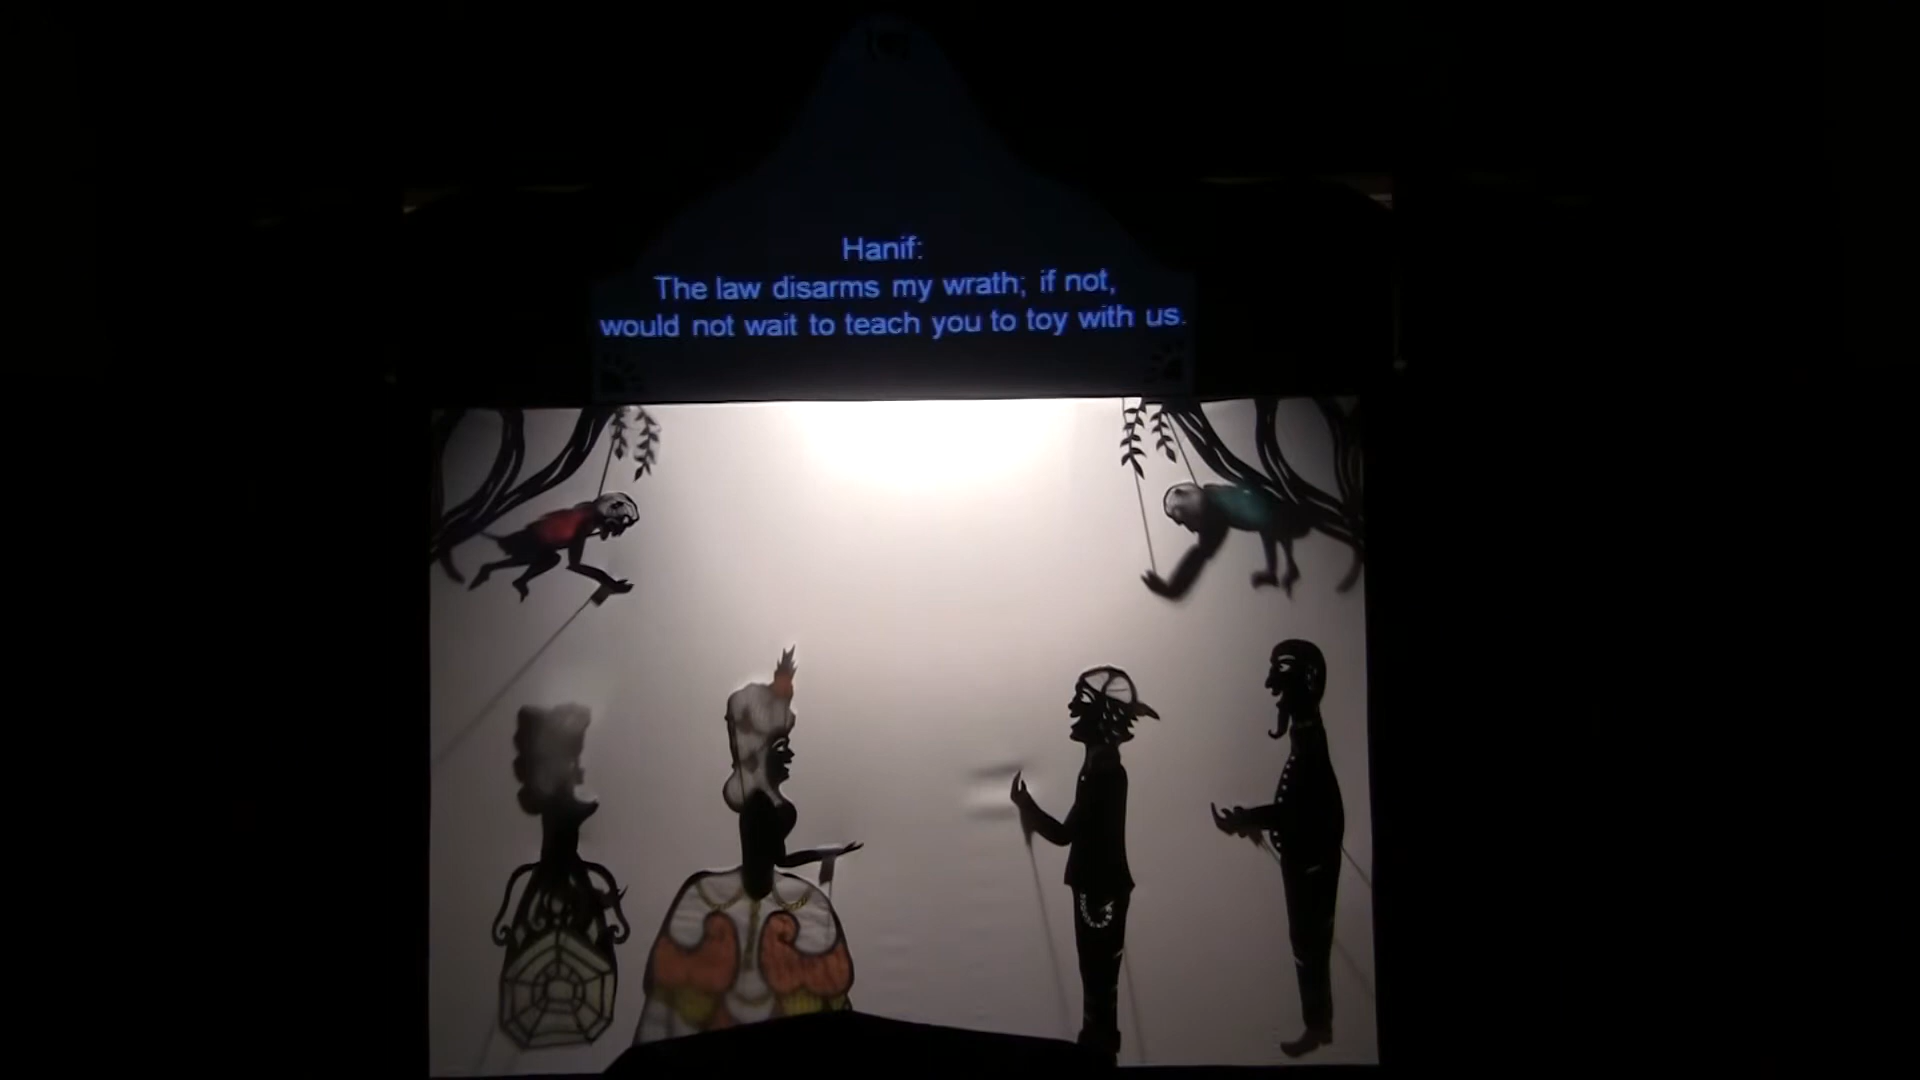 Hanif:
The law disarms my wrath; if not,
would not wait to teach you to toy with us.